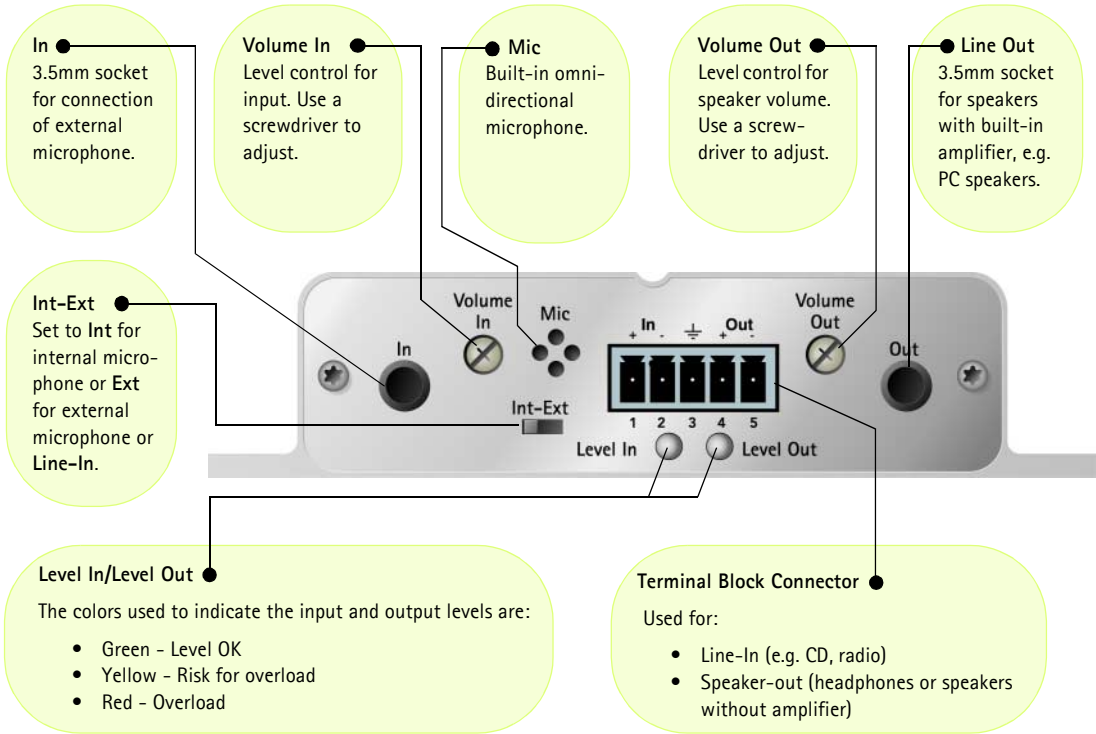 In
3.5mm socket
for connection
of external
microphone.
Volume In
Level control for
input. Use a
screwdriver to
adjust.
Mic
Built-in omni-
directional
microphone.
Volume Out
Level control for
speaker volume.
Use a screw-
driver to adjust.
Line Out
3.5mm socket
for speakers
with built-in
amplifier, e.g.
PC speakers.
Int-Ext
Set to Int for
internal micro-
phone or Ext
for external
microphone or
Line-In.
In
Volume
In
Mic
Int-Ext
+ In - ⏚ + Out -
1 2 3 4 5
Level In
Level Out
Volume
Out
Out
Level In/Level Out
The colors used to indicate the input and output levels are:
• Green - Level OK
• Yellow - Risk for overload
• Red - Overload
Terminal Block Connector
Used for:
• Line-In (e.g. CD, radio)
• Speaker-out (headphones or speakers
without amplifier)